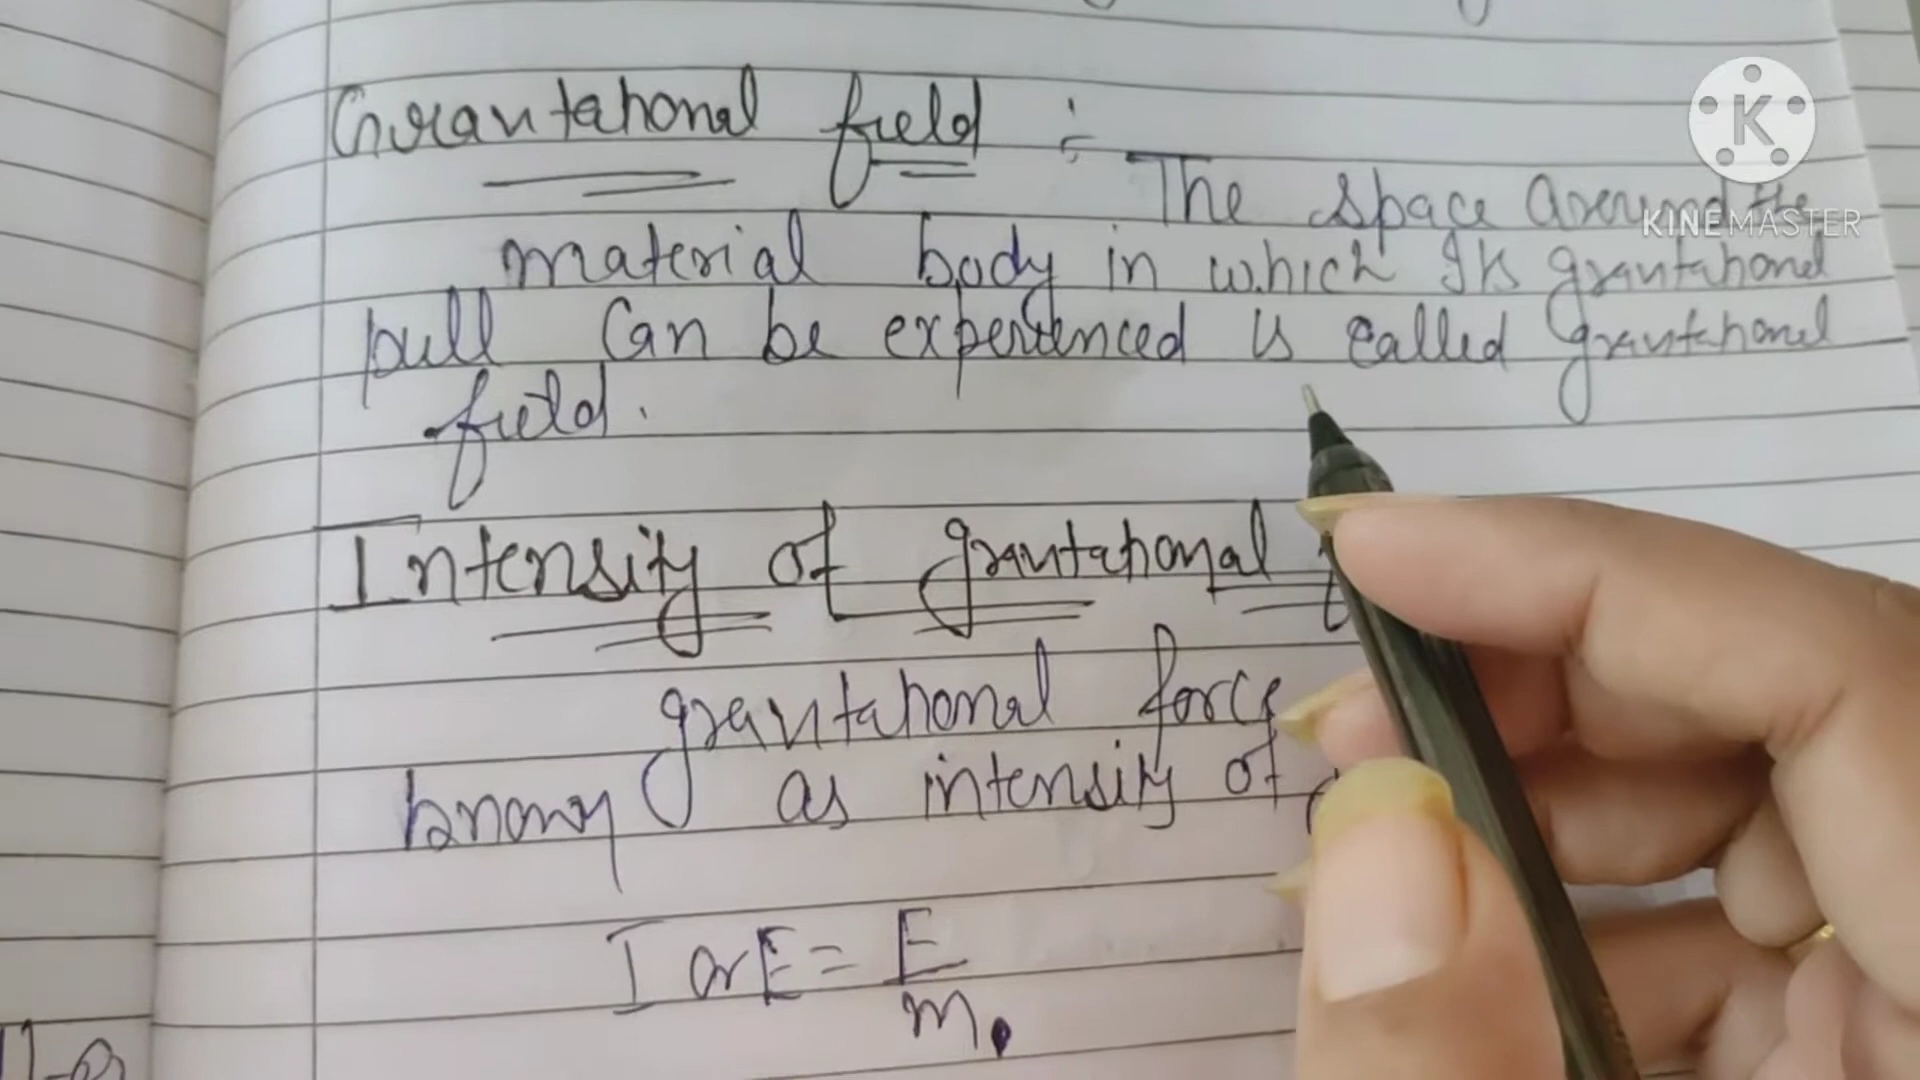 Gravitational field :-
The space around the
material body in which Its gravitational
pull can be experienced is called gravitational
field.
Intensity of gravitational
gravitational force
known as intensity of
I or E = F
m.
K
KINEMASTER